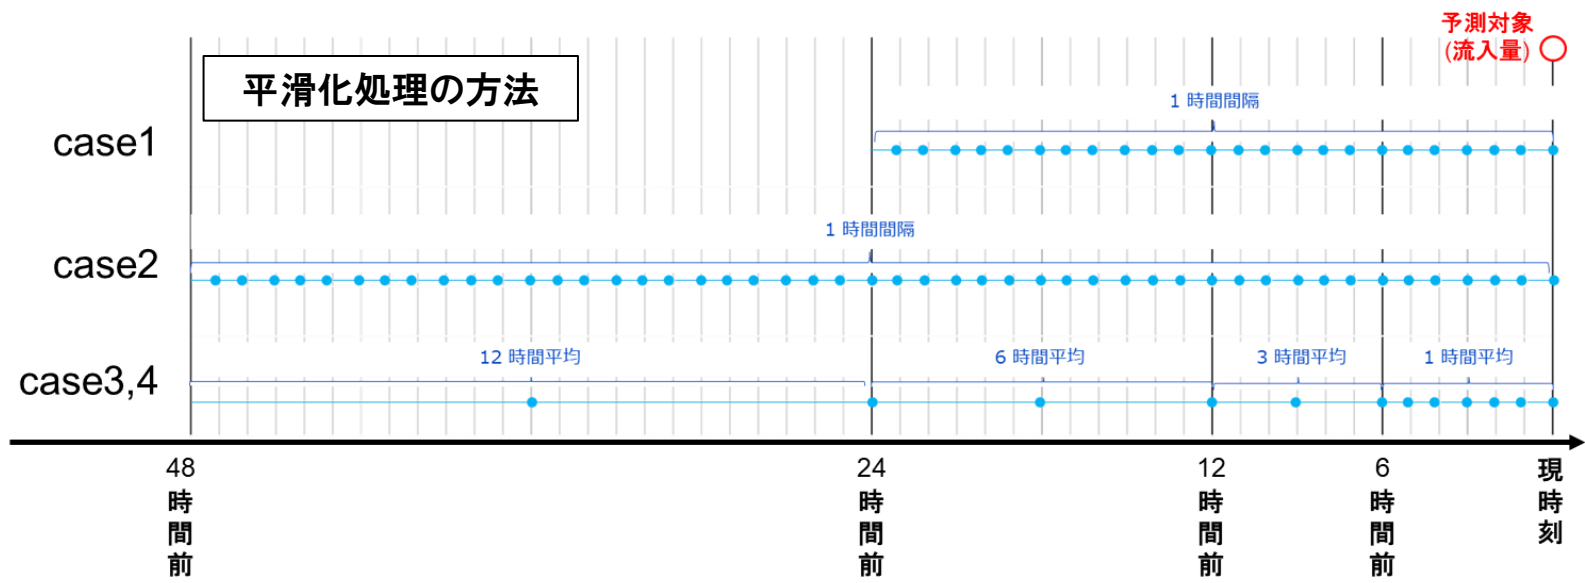 予測対象
(流入量)
平滑化処理の方法
1 時間間隔
case1
1 時間間隔
case2
12 時間平均
6 時間平均
3 時間平均
1 時間平均
case3,4
48
時間前
24
時間前
12
時間前
6
時間前
現時刻